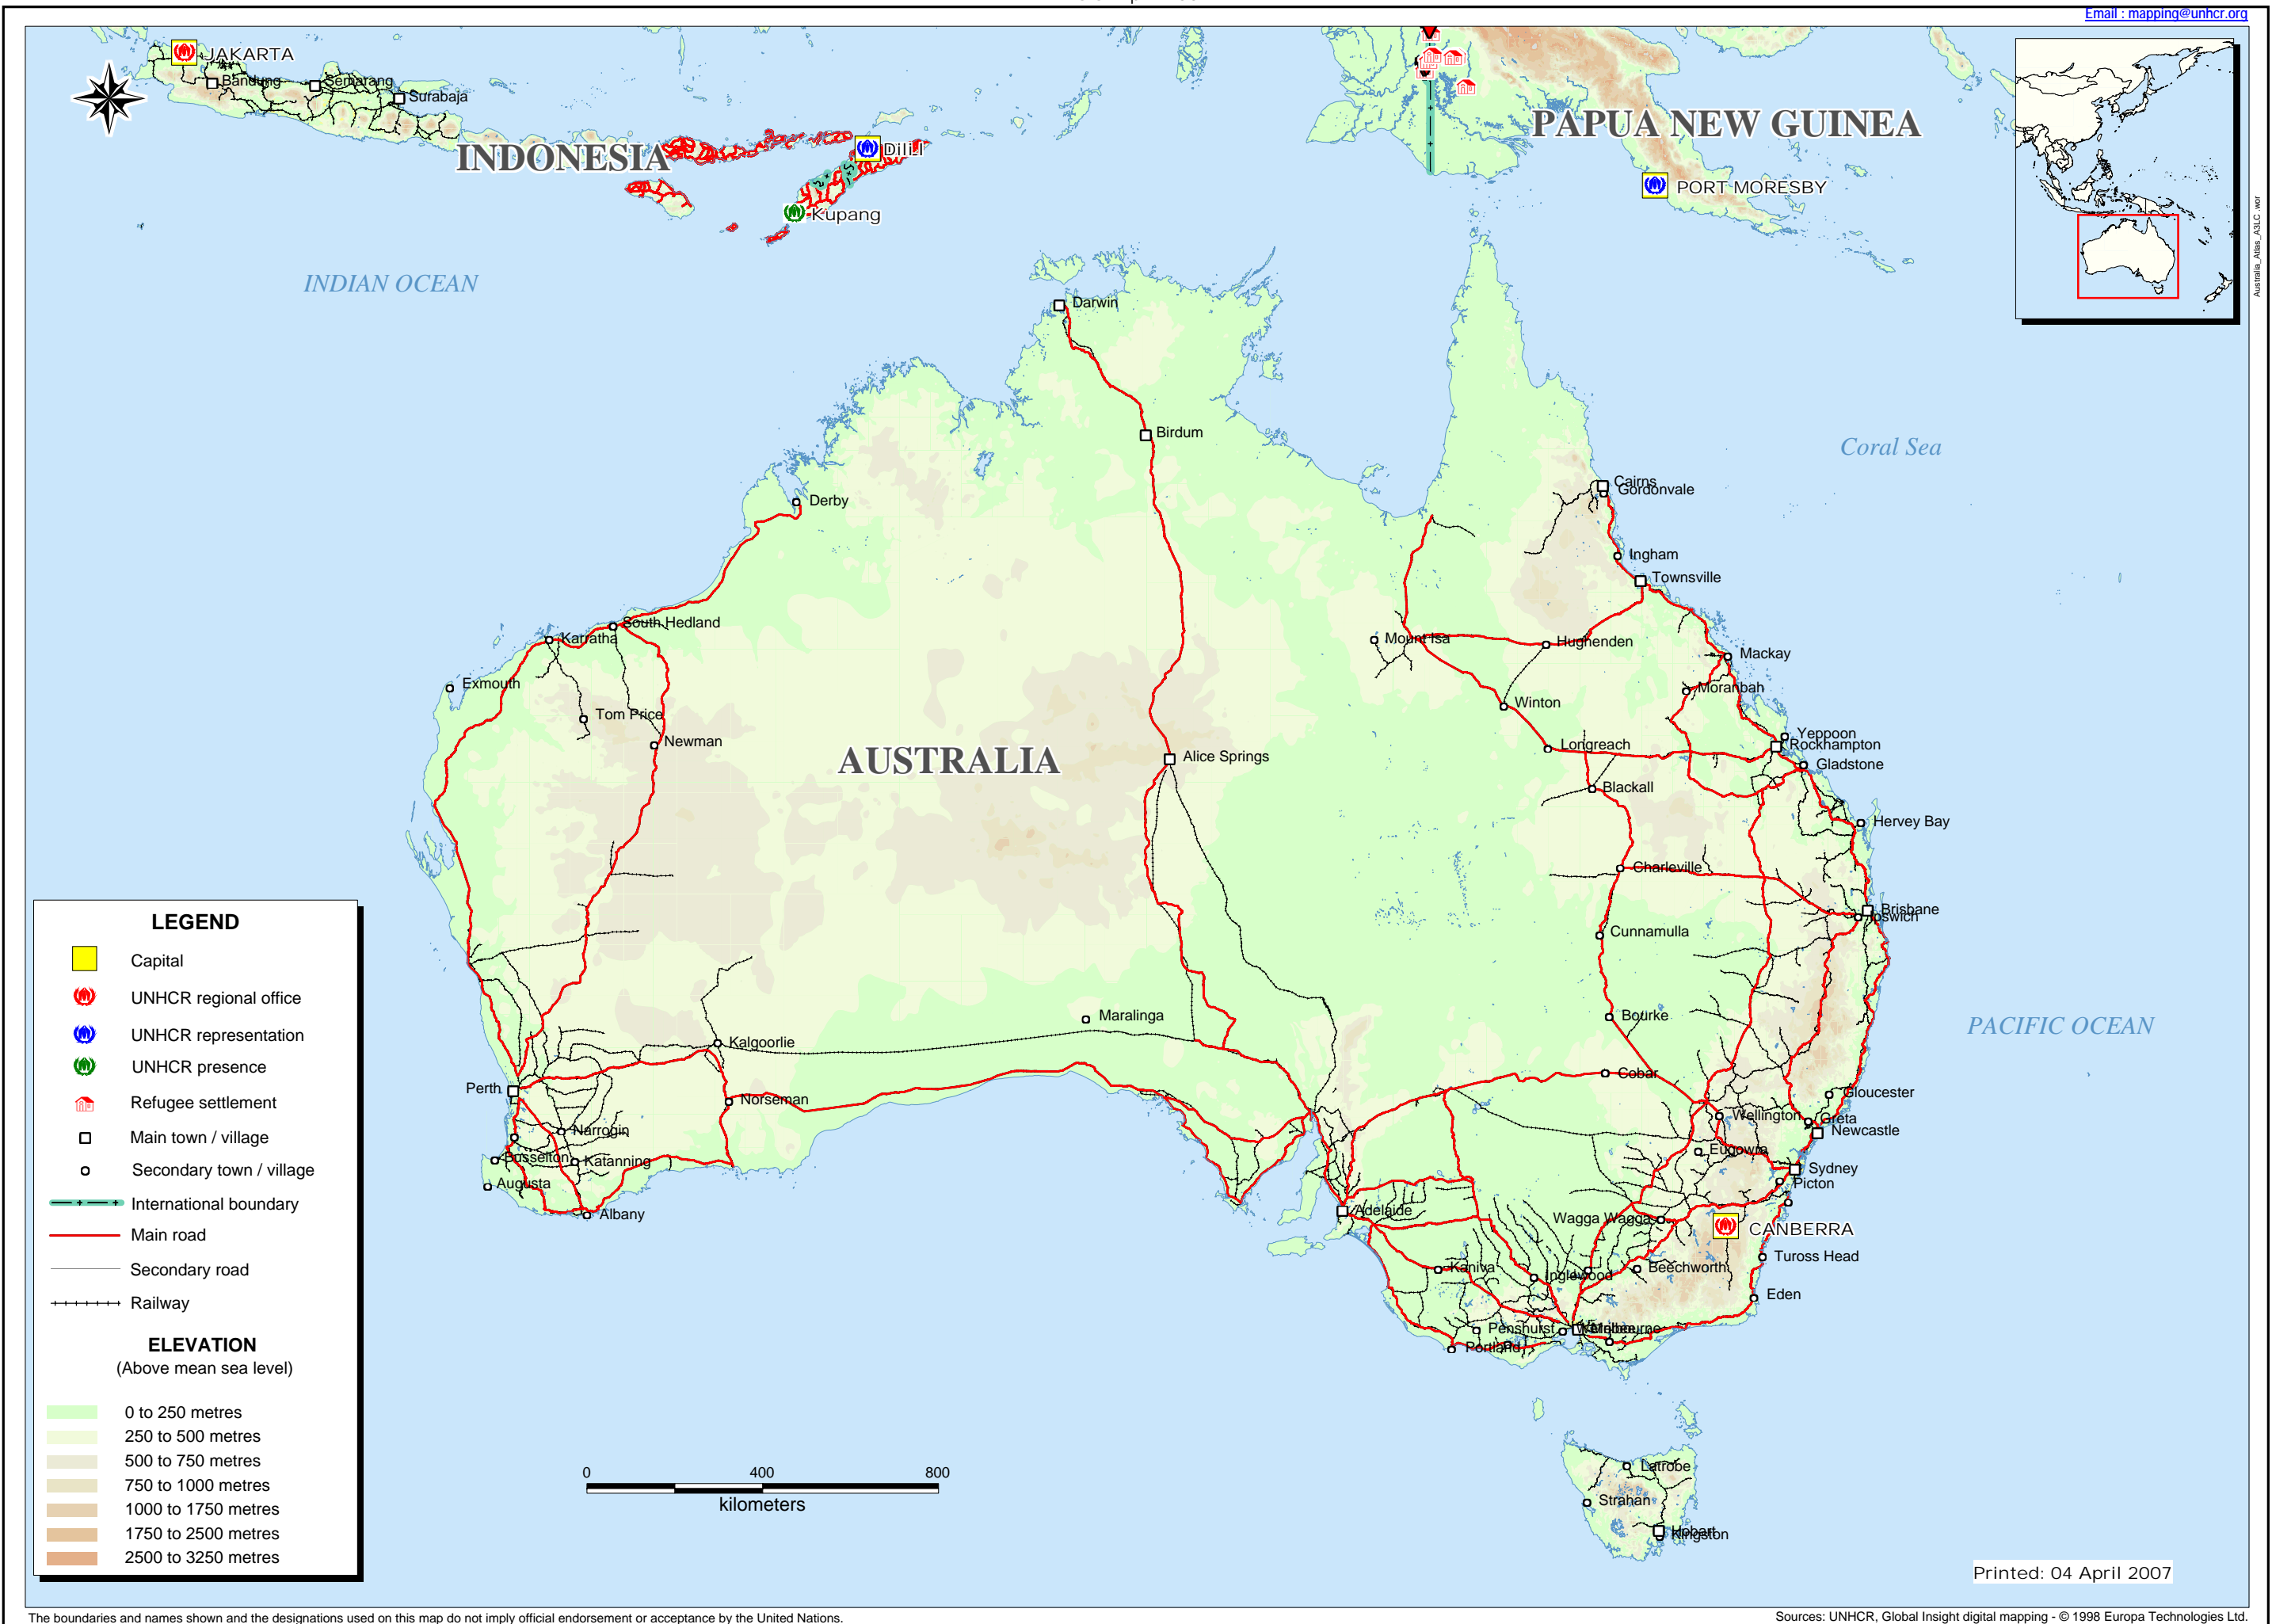 Email : mapping@unhcr.org
JAKARTA
Bandung
Semarang
Surabaya
INDONESIA
Dili.I
Kupang
PAPUA NEW GUINEA
PORT MORESBY
Australia_Atlas_A3LC .wor
INDIAN OCEAN
Darwin
Birdum
Coral Sea
Derby
Cairns
Gordonvale
Ingham
Townsville
South Hedland
Karratha
Mount Isa
Hughenden
Mackay
Exmouth
Moranbah
Tom Price
Winton
Newman
Yeppoon
Longreach
Rockhampton
AUSTRALIA
Alice Springs
Gladstone
Blackall
Hervey Bay
Charleville
Brisbane
Ipswich
Cunnamulla
Maralinga
Bourke
PACIFIC OCEAN
Kalgoorlie
Cobar
Perth
Norseman
Gloucester
Wellington
Greta
Narrogin
Newcastle
Busselton
Katanning
Eugowra
Sydney
Augusta
Picton
Albany
Adelaide
Wagga Wagga
CANBERRA
Tuross Head
Kaniva
Inglewood
Beechworth
Eden
Penshurst
Melbourne
Portland
Latrobe
Strahan
Hobart
Kingston
LEGEND
Capital
UNHCR regional office
UNHCR representation
UNHCR presence
Refugee settlement
Main town / village
Secondary town / village
International boundary
Main road
Secondary road
Railway
ELEVATION
(Above mean sea level)
0 to 250 metres
250 to 500 metres
500 to 750 metres
750 to 1000 metres
1000 to 1750 metres
1750 to 2500 metres
2500 to 3250 metres
0 400 800
kilometers
Printed: 04 April 2007
The boundaries and names shown and the designations used on this map do not imply official endorsement or acceptance by the United Nations.
Sources: UNHCR, Global Insight digital mapping - © 1998 Europa Technologies Ltd.